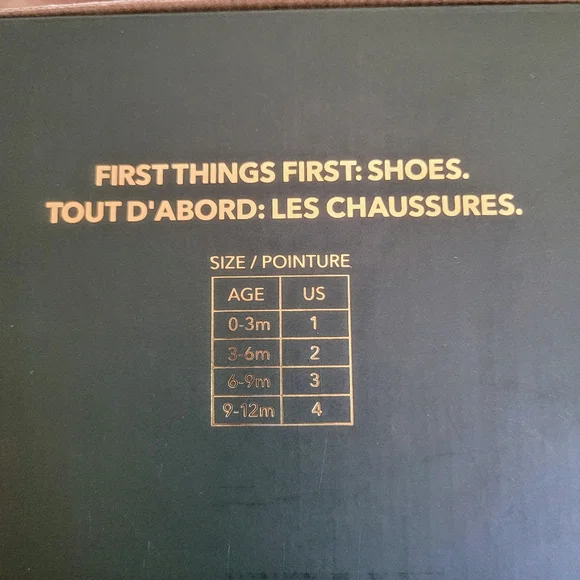 FIRST THINGS FIRST: SHOES.
TOUT D'ABORD: LES CHAUSSURES.
SIZE / POINTURE
AGE US
0-3m 1
3-6m 2
6-9m 3
9-12m 4